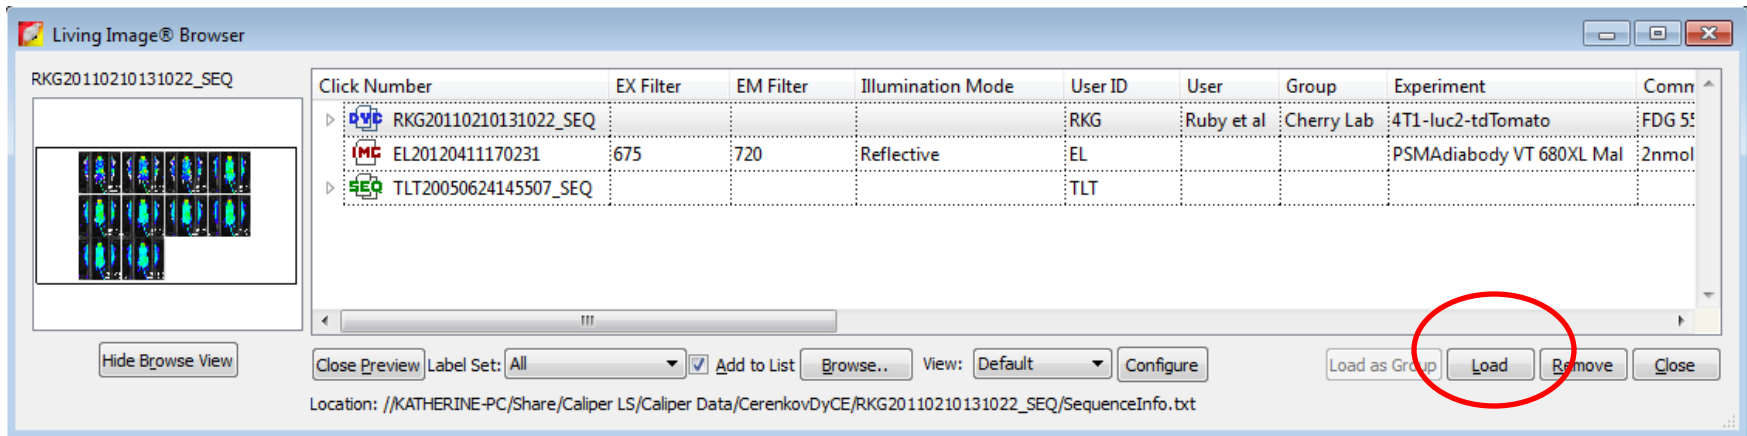 Living Image® Browser
RKG20110210131022_SEQ
Click Number EX Filter EM Filter Illumination Mode User ID User Group Experiment Comm
DYC RKG20110210131022_SEQ RKG Ruby et al Cherry Lab 4T1-luc2-tdTomato FDG 55
IMG EL20120411170231 675 720 Reflective EL PSMAdiabody VT 680XL Mal 2nmol
SEQ TLT20050624145507_SEQ TLT
Hide Browse View Close Preview Label Set: All Add to List Browse.. View: Default Configure Load as Group Load Remove Close
Location: //KATHERINE-PC/Share/Caliper LS/Caliper Data/CerenkovDyCE/RKG20110210131022_SEQ/SequenceInfo.txt